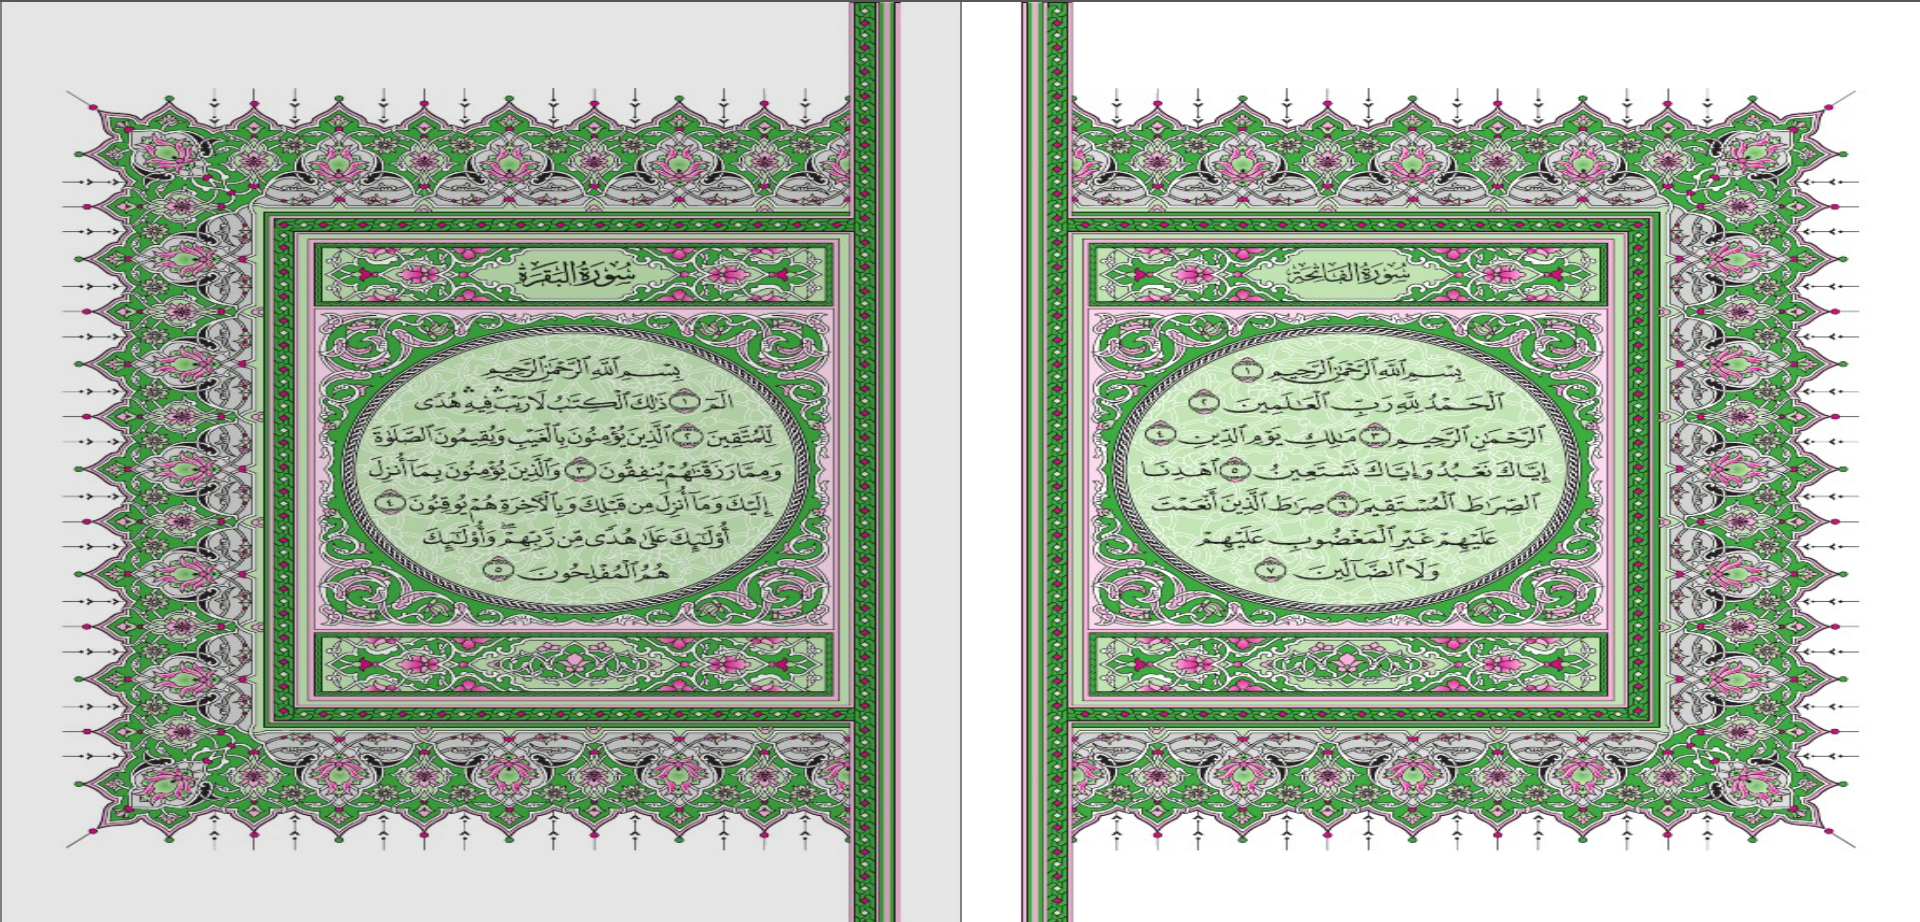 سُورَةُ الْفَاتِحَةِ
بِسْمِ ٱللَّهِ ٱلرَّحْمَٰنِ ٱلرَّحِيمِ ١
ٱلْحَمْدُ لِلَّهِ رَبِّ ٱلْعَٰلَمِينَ ٢
ٱلرَّحْمَٰنِ ٱلرَّحِيمِ ٣ مَٰلِكِ يَوْمِ ٱلدِّينِ ٤
إِيَّاكَ نَعْبُدُ وَإِيَّاكَ نَسْتَعِينُ ٥ ٱهْدِنَا
ٱلصِّرَٰطَ ٱلْمُسْتَقِيمَ ٦ صِرَٰطَ ٱلَّذِينَ أَنْعَمْتَ
عَلَيْهِمْ غَيْرِ ٱلْمَغْضُوبِ عَلَيْهِمْ
وَلَا ٱلضَّآلِّينَ ٧
سُورَةُ الْبَقَرَةِ
بِسْمِ ٱللَّهِ ٱلرَّحْمَٰنِ ٱلرَّحِيمِ
الٓمٓ ١ ذَٰلِكَ ٱلْكِتَٰبُ لَا رَيْبَ ۛ فِيهِ ۛ هُدًى
لِّلْمُتَّقِينَ ٢ ٱلَّذِينَ يُؤْمِنُونَ بِٱلْغَيْبِ وَيُقِيمُونَ ٱلصَّلَوٰةَ
وَمِمَّا رَزَقْنَٰهُمْ يُنفِقُونَ ٣ وَٱلَّذِينَ يُؤْمِنُونَ بِمَآ أُنزِلَ
إِلَيْكَ وَمَآ أُنزِلَ مِن قَبْلِكَ وَبِٱلْءَاخِرَةِ هُمْ يُوقِنُونَ ٤
أُو۟لَٰٓئِكَ عَلَىٰ هُدًى مِّن رَّبِّهِمْ ۖ وَأُو۟لَٰٓئِكَ
هُمُ ٱلْمُفْلِحُونَ ٥